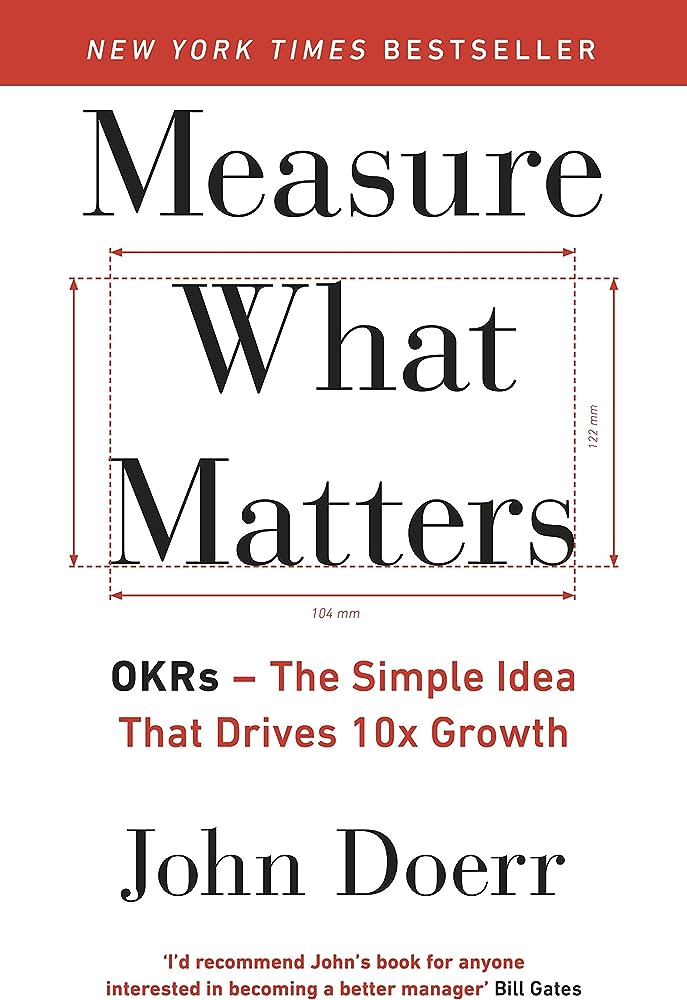 NEW YORK TIMES BESTSELLER
Measure
What
122 mm
Matters
104 mm
OKRs – The Simple Idea
That Drives 10x Growth
John Doerr
‘I’d recommend John’s book for anyone
interested in becoming a better manager’ Bill Gates